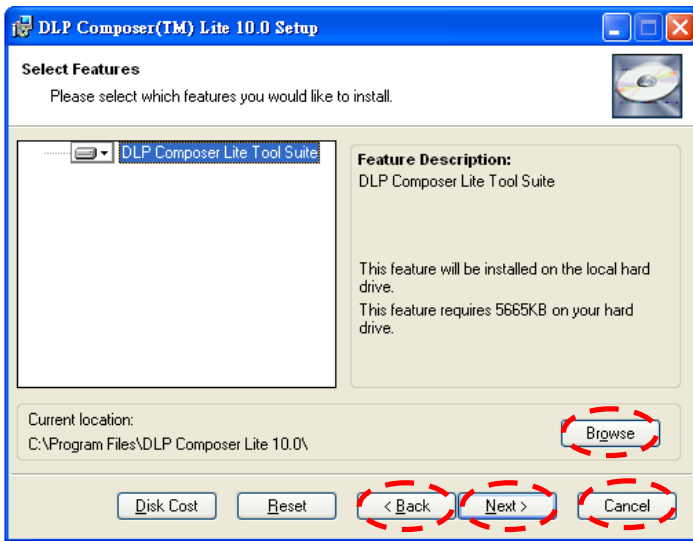 DLP Composer(TM) Lite 10.0 Setup
Select Features
Please select which features you would like to install.
DLP Composer Lite Tool Suite
Feature Description:
DLP Composer Lite Tool Suite
This feature will be installed on the local hard
drive.
This feature requires 5665KB on your hard
drive.
Current location:
C:\Program Files\DLP Composer Lite 10.0\
Browse
Disk Cost
Reset
< Back
Next >
Cancel